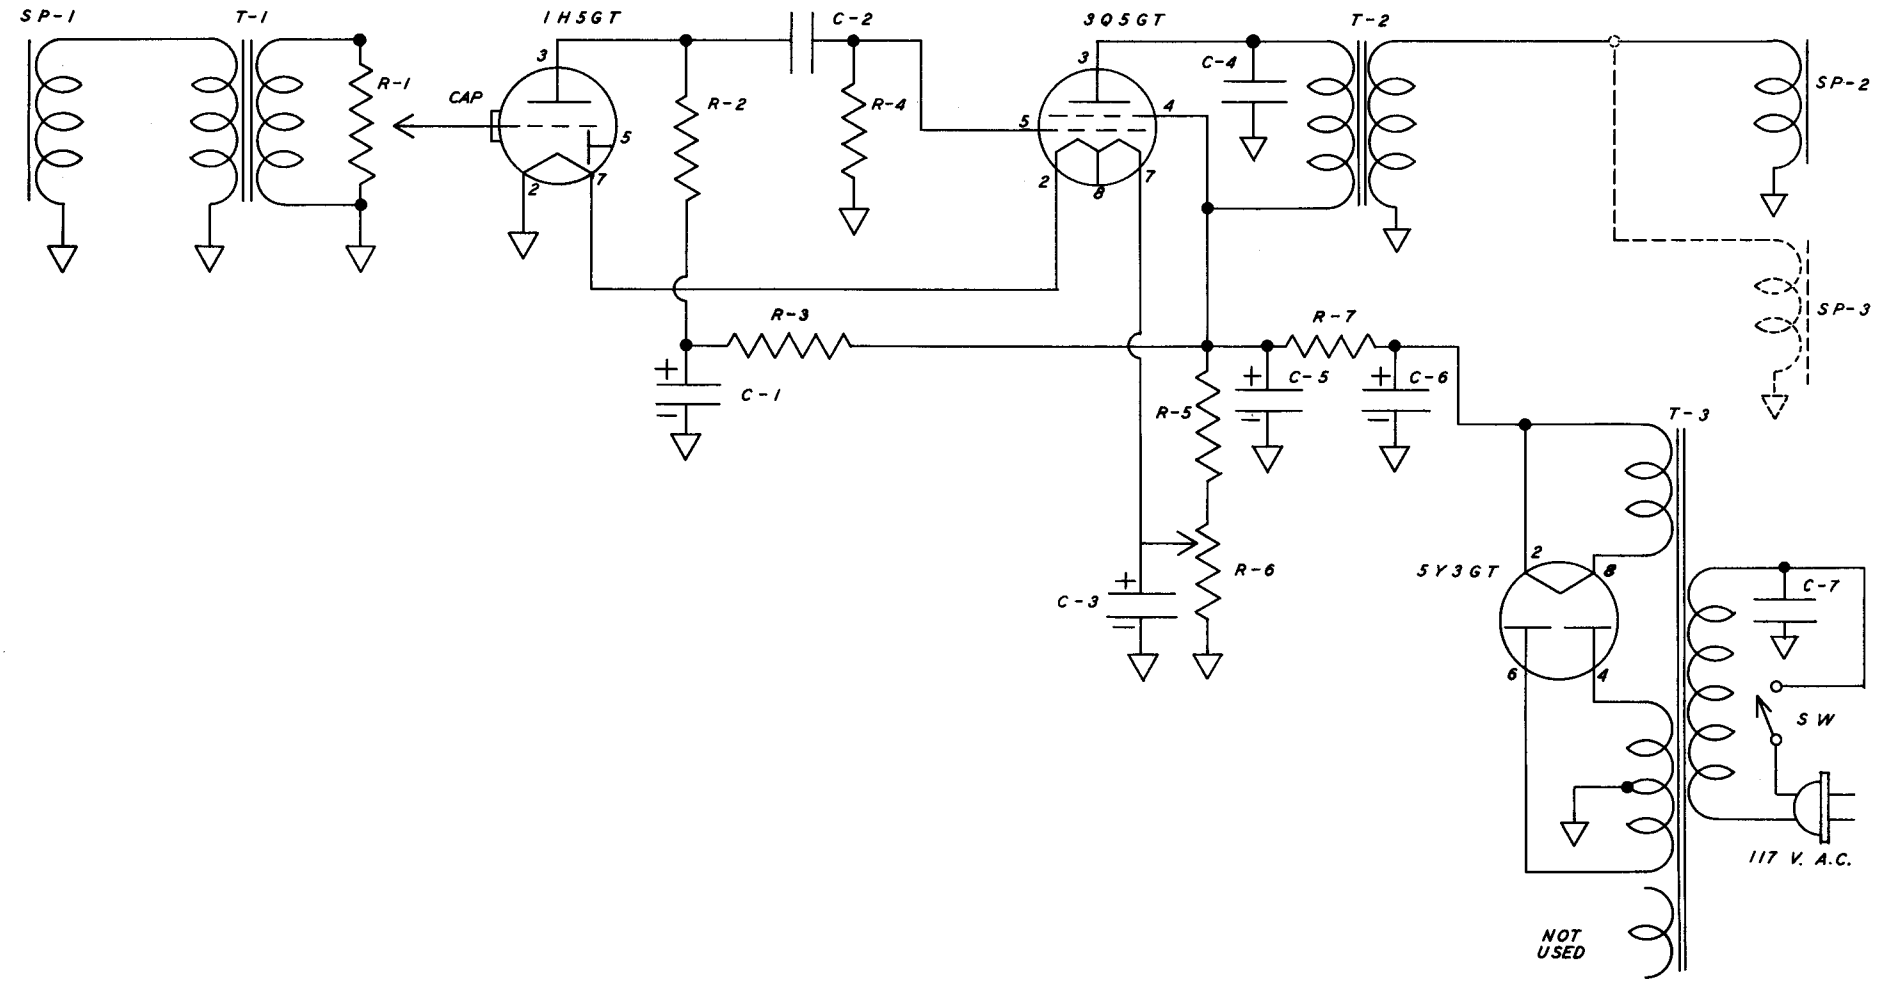 SP-1
T-1
1H5GT
C-2
3Q5GT
T-2
3
3
C-4
R-1
CAP
R-2
R-4
5
4
SP-2
5
2
7
2
8
7
R-3
R-7
SP-3
+
-
C-1
+
-
C-5
+
-
C-6
R-5
T-3
2
8
5Y3GT
R-6
+
-
C-3
C-7
6
4
SW
117 V. A.C.
NOT
USED